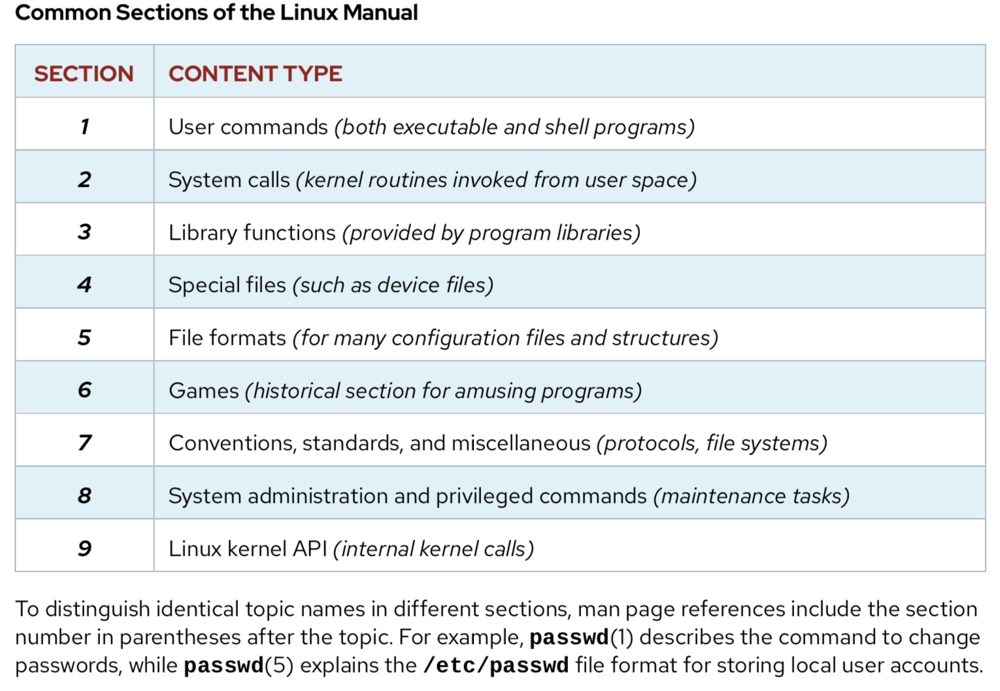 Common Sections of the Linux Manual
SECTION CONTENT TYPE
1 User commands (both executable and shell programs)
2 System calls (kernel routines invoked from user space)
3 Library functions (provided by program libraries)
4 Special files (such as device files)
5 File formats (for many configuration files and structures)
6 Games (historical section for amusing programs)
7 Conventions, standards, and miscellaneous (protocols, file systems)
8 System administration and privileged commands (maintenance tasks)
9 Linux kernel API (internal kernel calls)
To distinguish identical topic names in different sections, man page references include the section
number in parentheses after the topic. For example, passwd(1) describes the command to change
passwords, while passwd(5) explains the /etc/passwd file format for storing local user accounts.